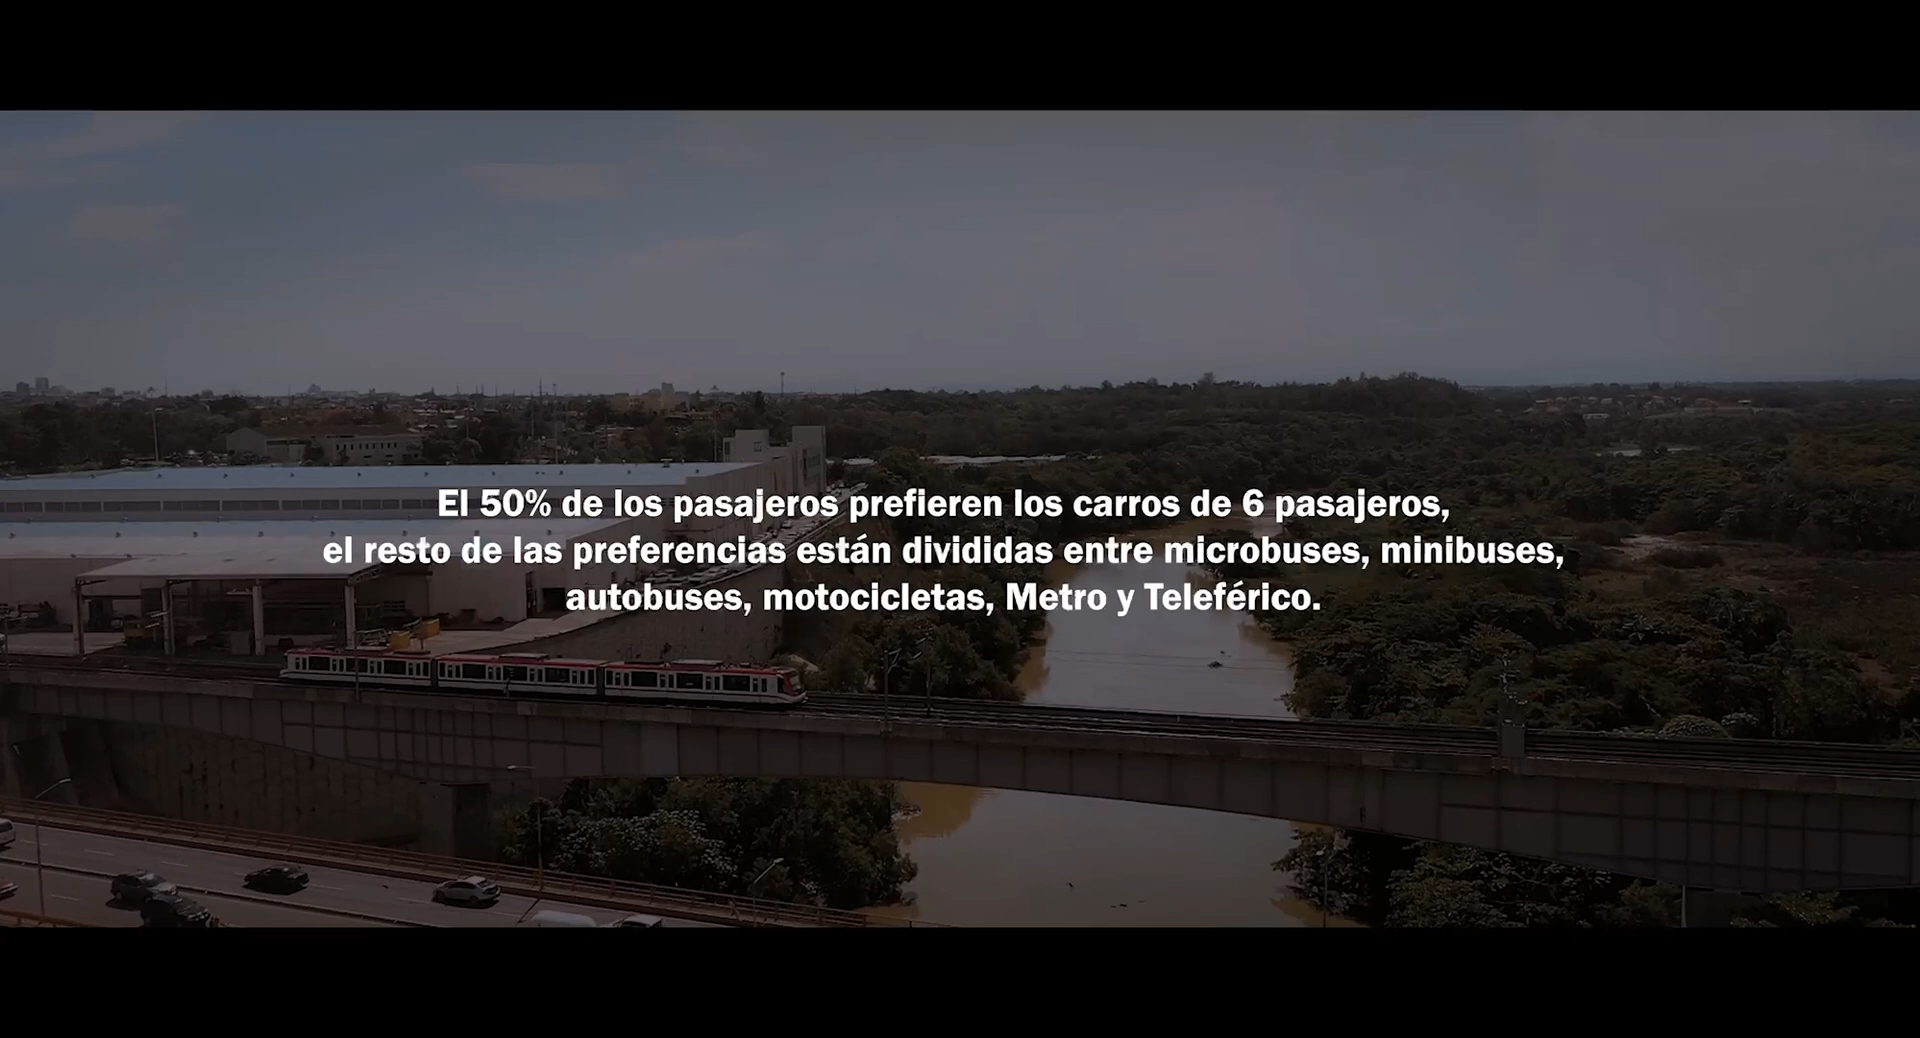 El 50% de los pasajeros prefieren los carros de 6 pasajeros,
el resto de las preferencias están divididas entre microbuses, minibuses,
autobuses, motocicletas, Metro y Teleférico.